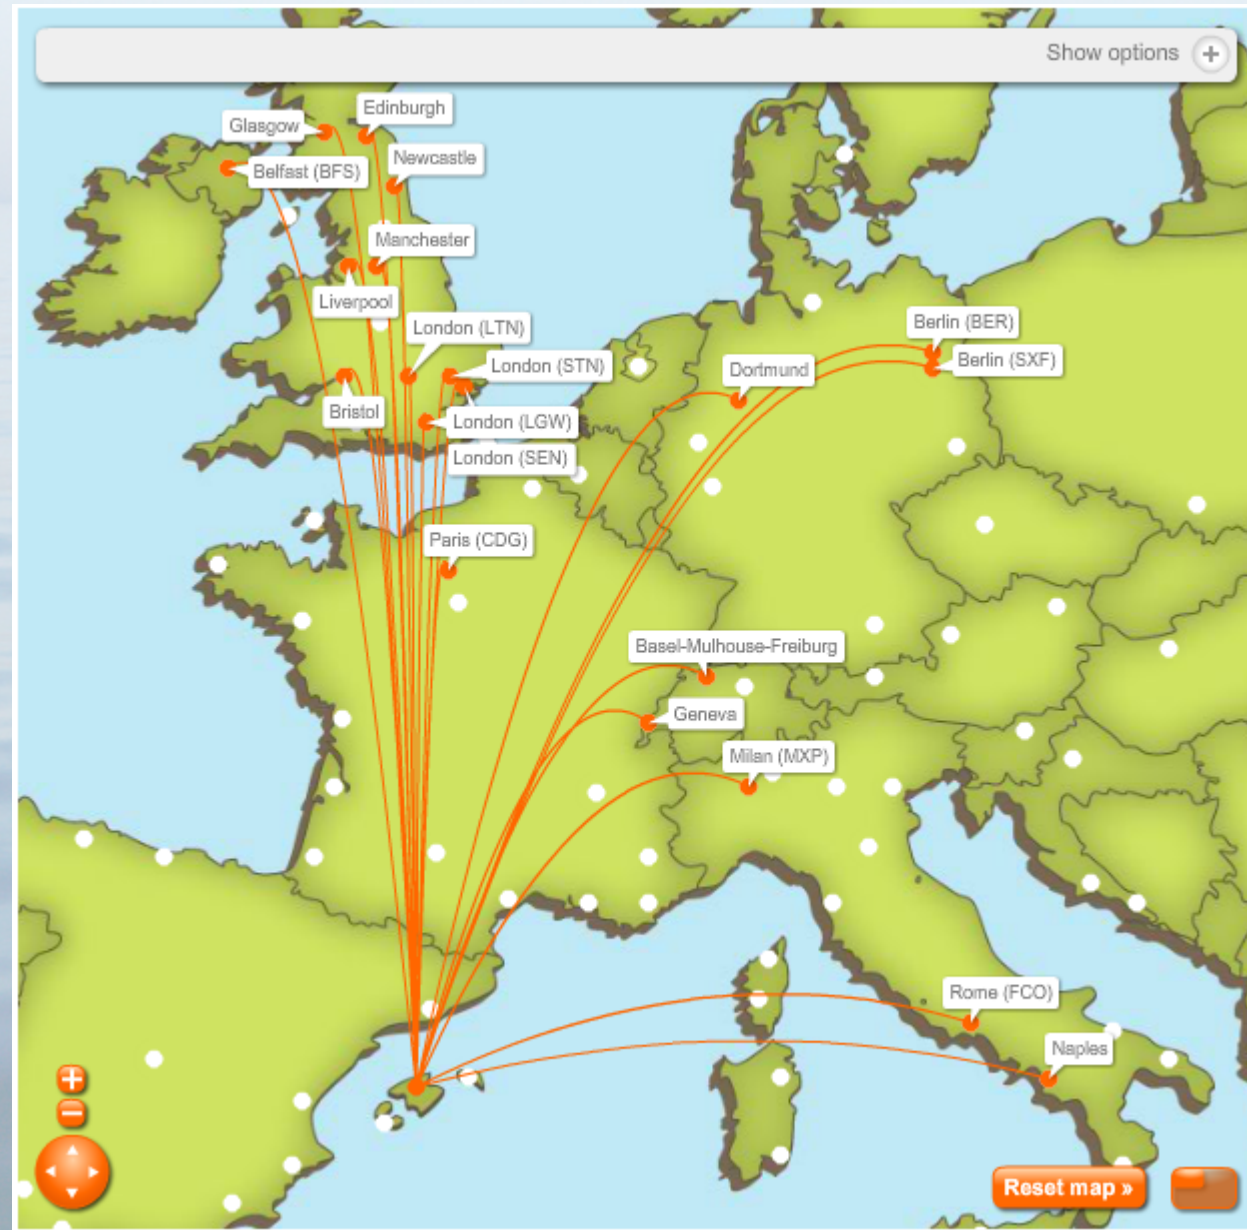 Show options
Edinburgh
Glasgow
Newcastle
Belfast (BFS)
Manchester
Liverpool
London (LTN)
Berlin (BER)
London (STN)
Berlin (SXF)
Dortmund
Bristol
London (LGW)
London (SEN)
Paris (CDG)
Basel-Mulhouse-Freiburg
Geneva
Milan (MXP)
Rome (FCO)
Naples
Reset map »